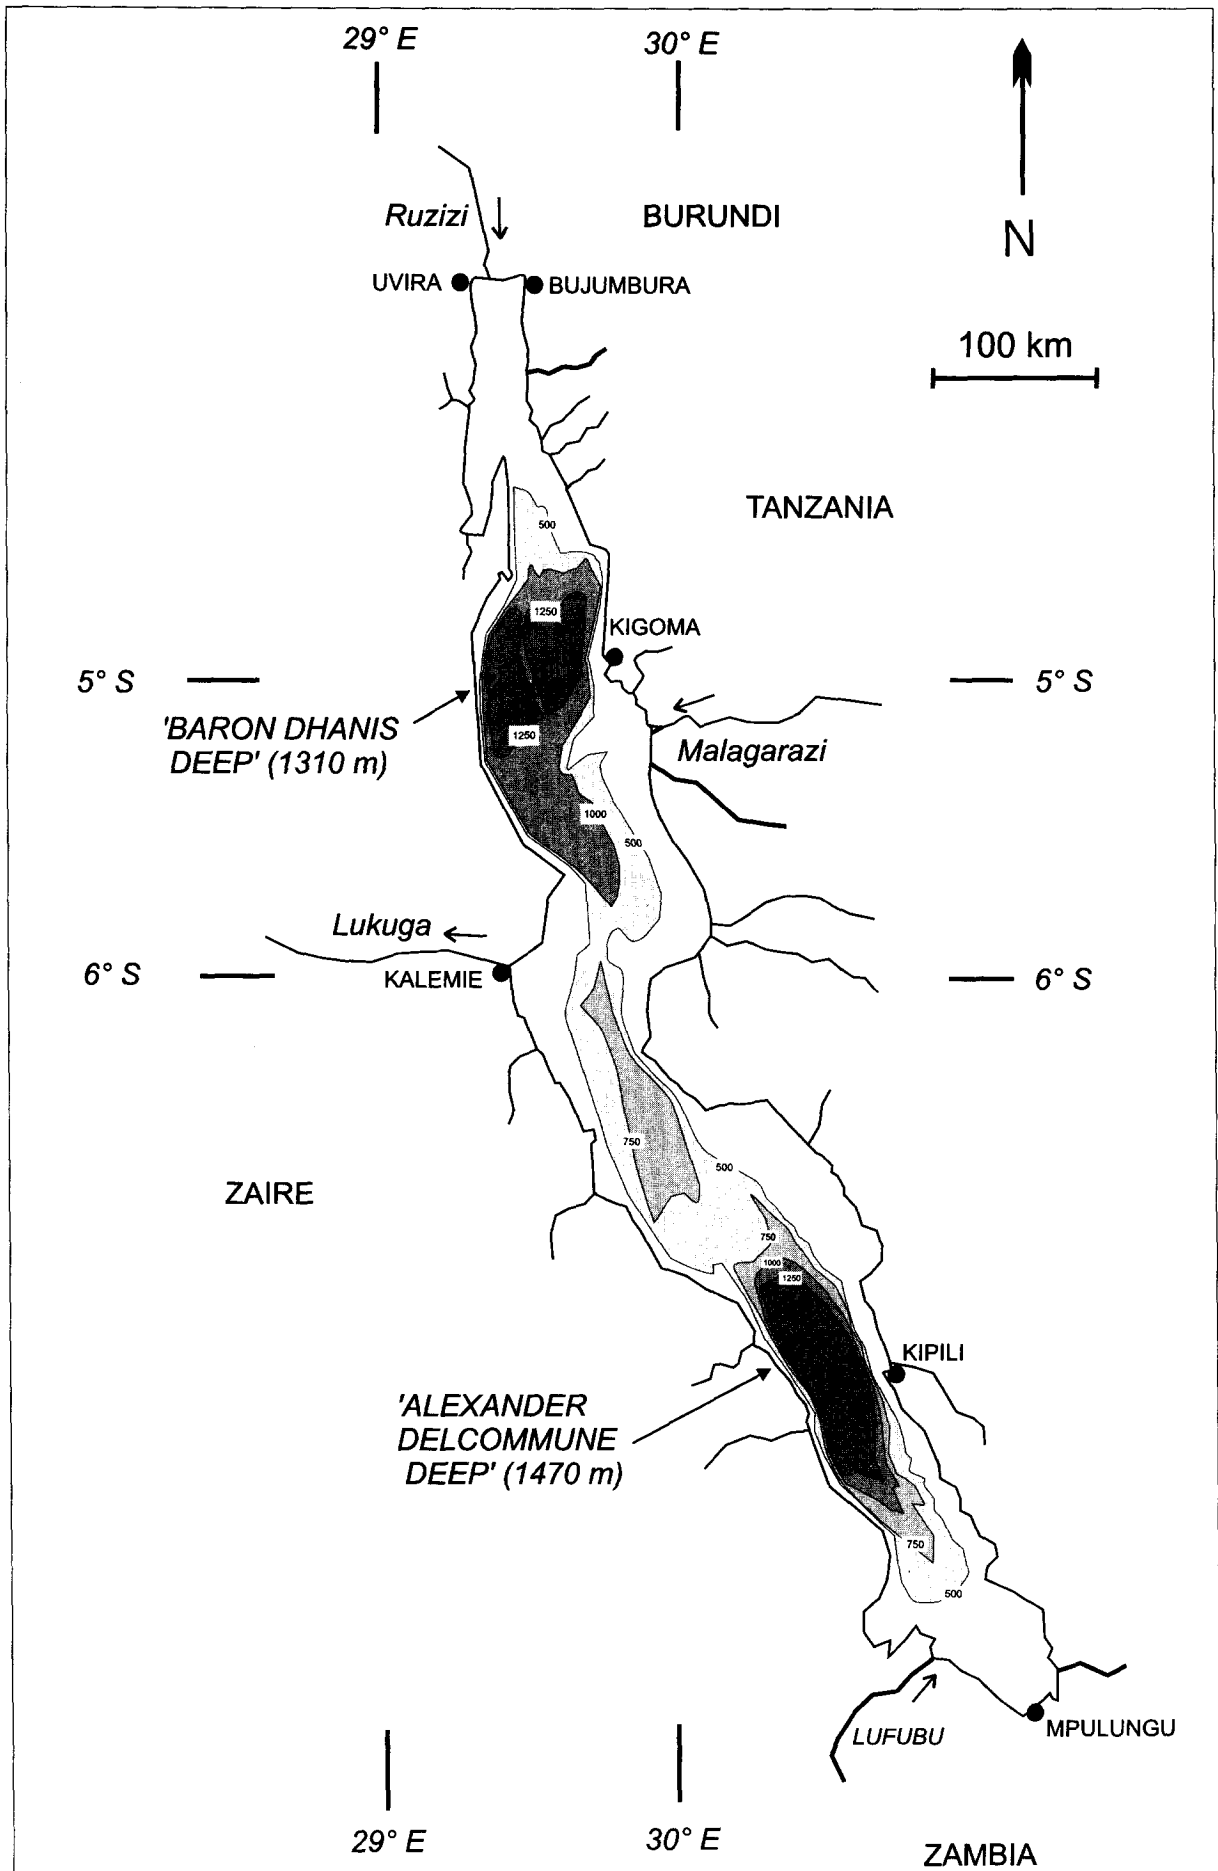 29° E
30° E
Ruzizi
BURUNDI
N
UVIRA
BUJUMBURA
100 km
TANZANIA
500
1250
KIGOMA
5° S
5° S
'BARON DHANIS
DEEP' (1310 m)
1250
Malagarazi
1000
500
Lukuga
6° S
KALEMIE
6° S
750
500
ZAIRE
750
1000
1250
KIPILI
'ALEXANDER
DELCOMMUNE
DEEP' (1470 m)
750
500
LUFUBU
MPULUNGU
29° E
30° E
ZAMBIA